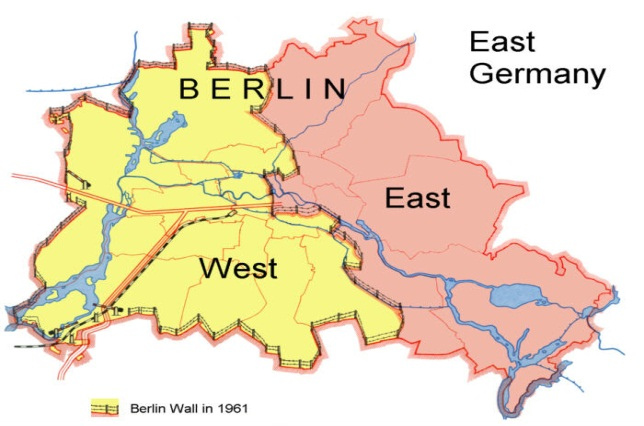 East
Germany
BERLIN
East
West
Berlin Wall in 1961